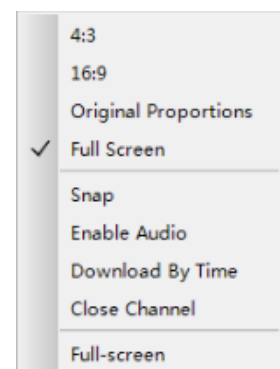 4:3
16:9
Original Proportions
Full Screen
Snap
Enable Audio
Download By Time
Close Channel
Full-screen